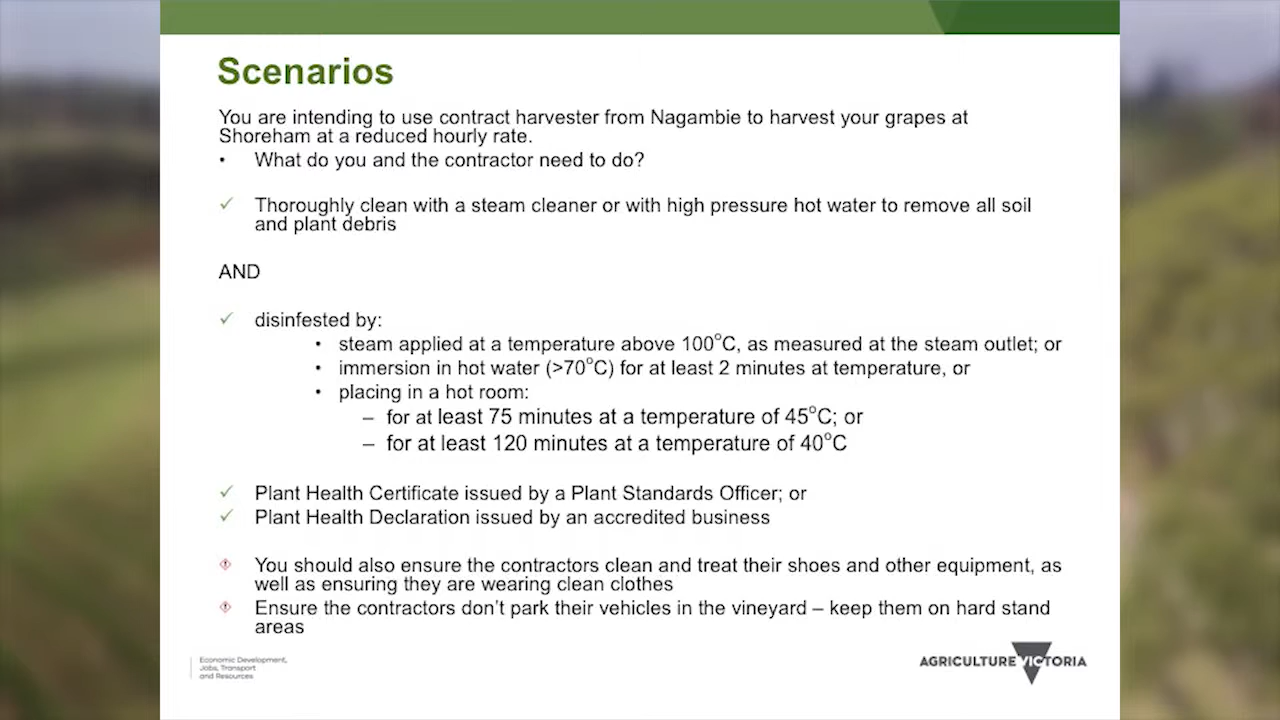 Scenarios
You are intending to use contract harvester from Nagambie to harvest your grapes at
Shoreham at a reduced hourly rate.
• What do you and the contractor need to do?
✓ Thoroughly clean with a steam cleaner or with high pressure hot water to remove all soil
and plant debris
AND
✓ disinfested by:
• steam applied at a temperature above 100°C, as measured at the steam outlet; or
• immersion in hot water (>70°C) for at least 2 minutes at temperature, or
• placing in a hot room:
– for at least 75 minutes at a temperature of 45°C; or
– for at least 120 minutes at a temperature of 40°C
✓ Plant Health Certificate issued by a Plant Standards Officer; or
✓ Plant Health Declaration issued by an accredited business
You should also ensure the contractors clean and treat their shoes and other equipment, as
well as ensuring they are wearing clean clothes
Ensure the contractors don't park their vehicles in the vineyard – keep them on hard stand
areas
Economic Development,
Jobs, Transport
and Resources
AGRICULTURE VICTORIA